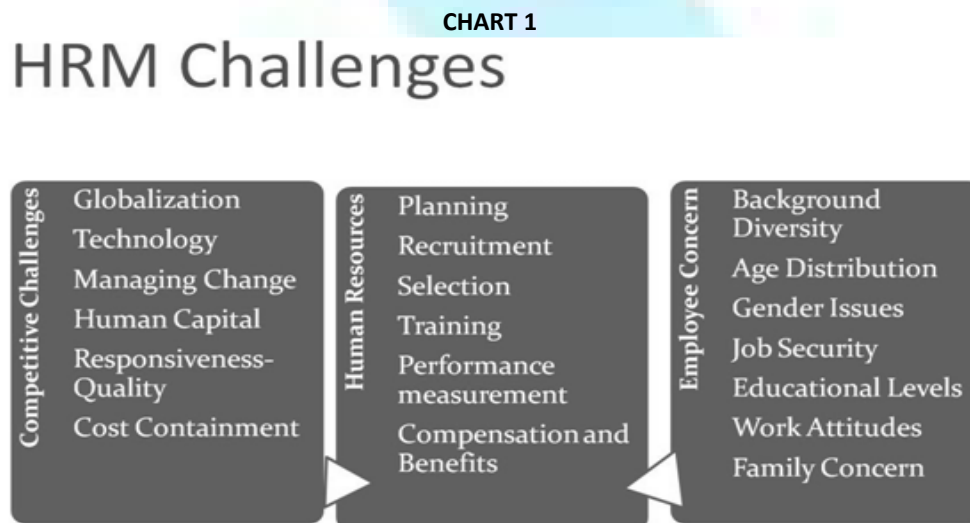 CHART 1
HRM Challenges
Competitive Challenges
Globalization
Technology
Managing Change
Human Capital
Responsiveness-
Quality
Cost Containment
Human Resources
Planning
Recruitment
Selection
Training
Performance
measurement
Compensation and
Benefits
Employee Concern
Background
Diversity
Age Distribution
Gender Issues
Job Security
Educational Levels
Work Attitudes
Family Concern